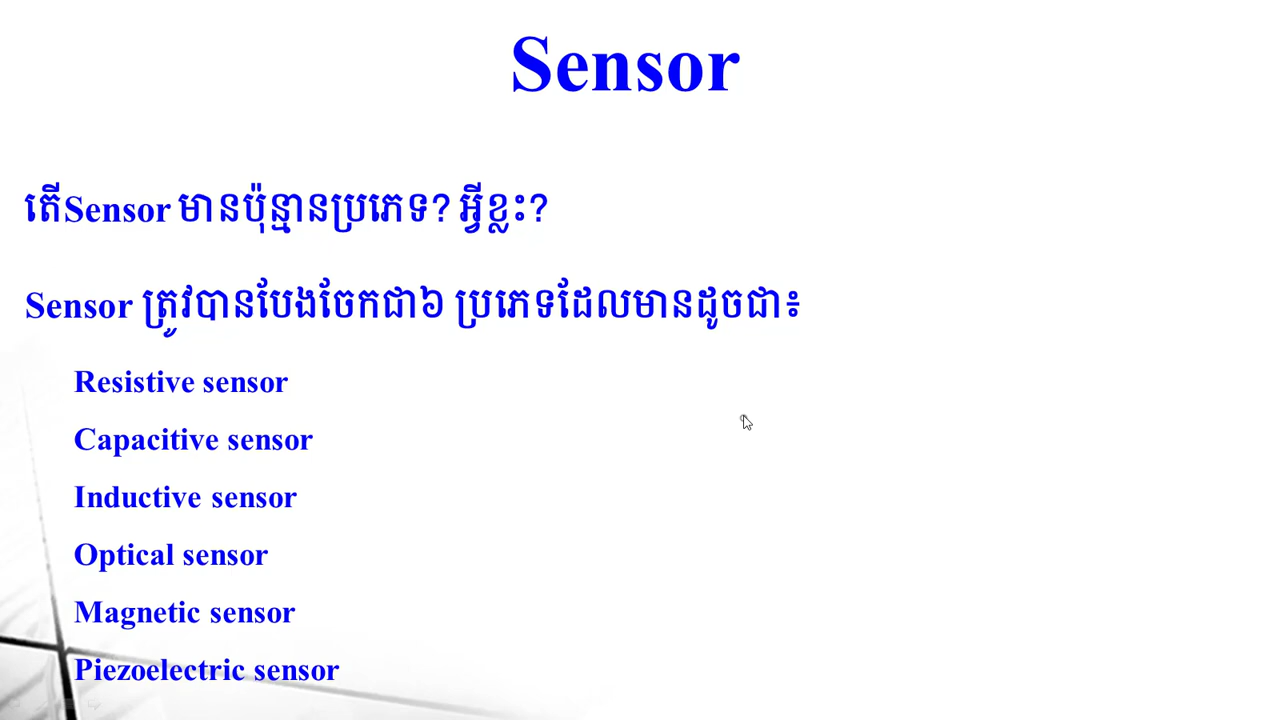 Sensor
តើSensor មានប៉ុន្មានប្រភេទ? អ្វីខ្លះ?
Sensor ត្រូវបានបែងចែកជា៦ ប្រភេទដែលមានដូចជា៖
Resistive sensor
Capacitive sensor
Inductive sensor
Optical sensor
Magnetic sensor
Piezoelectric sensor